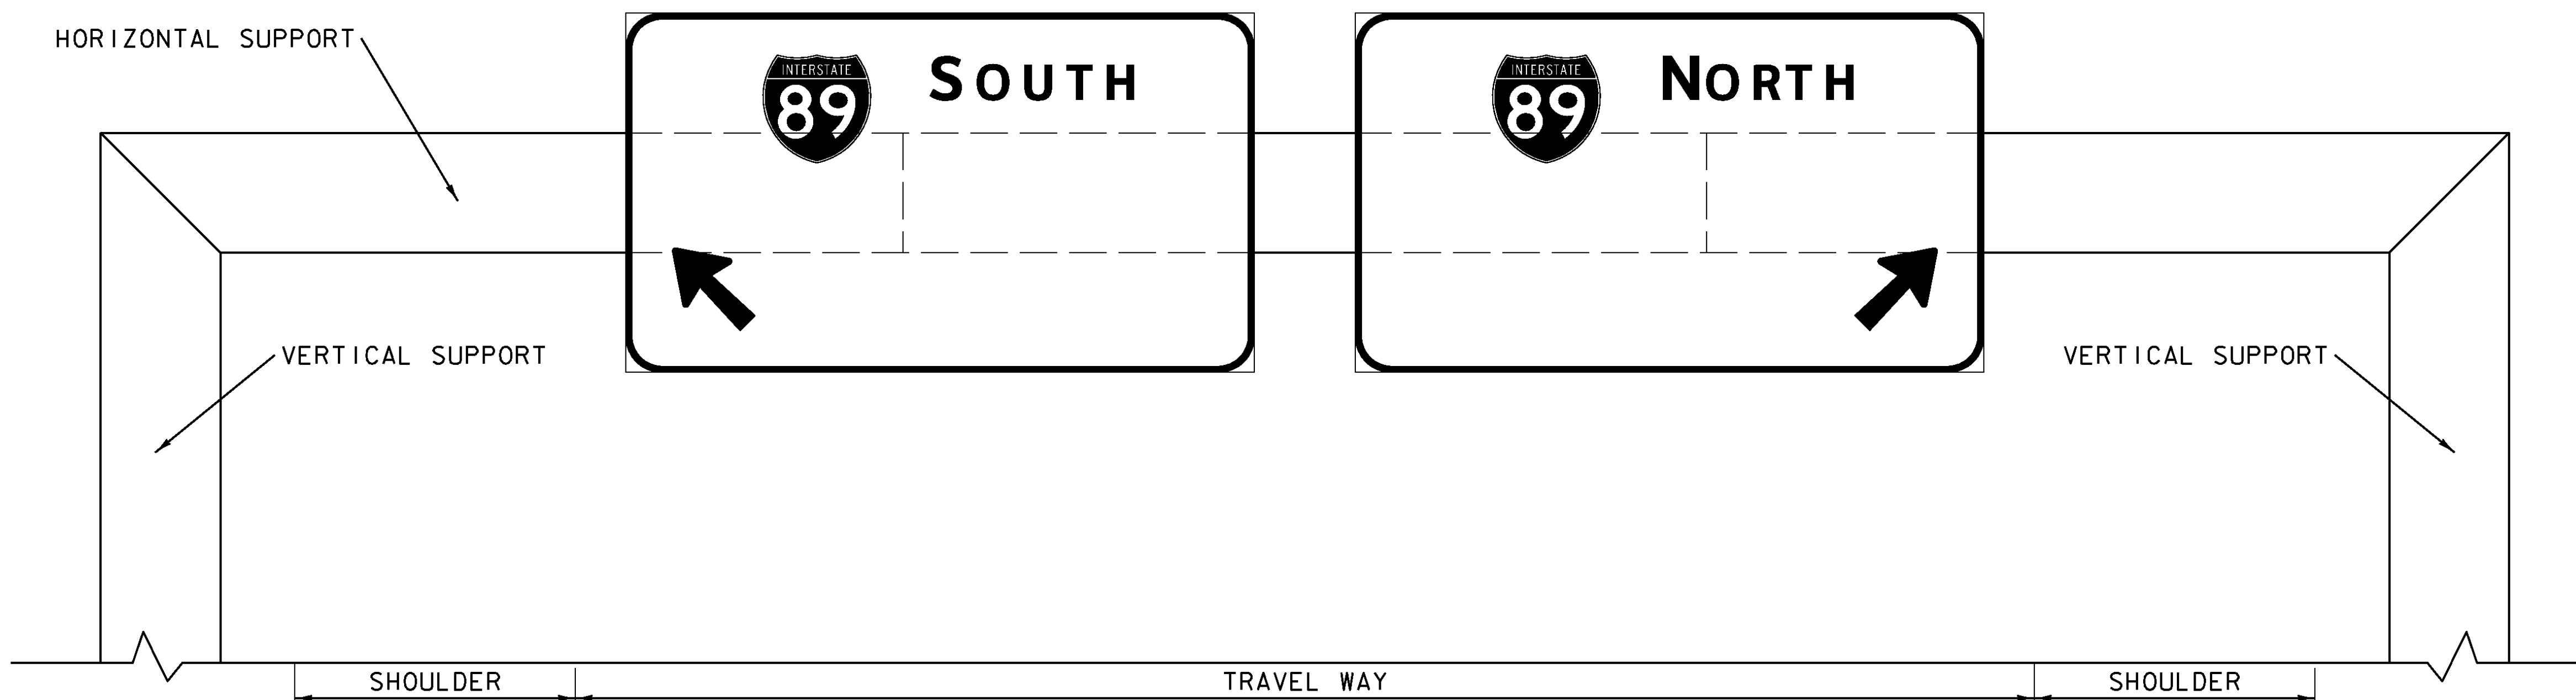 HORIZONTAL SUPPORT
INTERSTATE
89
SOUTH
INTERSTATE
89
NORTH
VERTICAL SUPPORT
VERTICAL SUPPORT
SHOULDER
TRAVEL WAY
SHOULDER